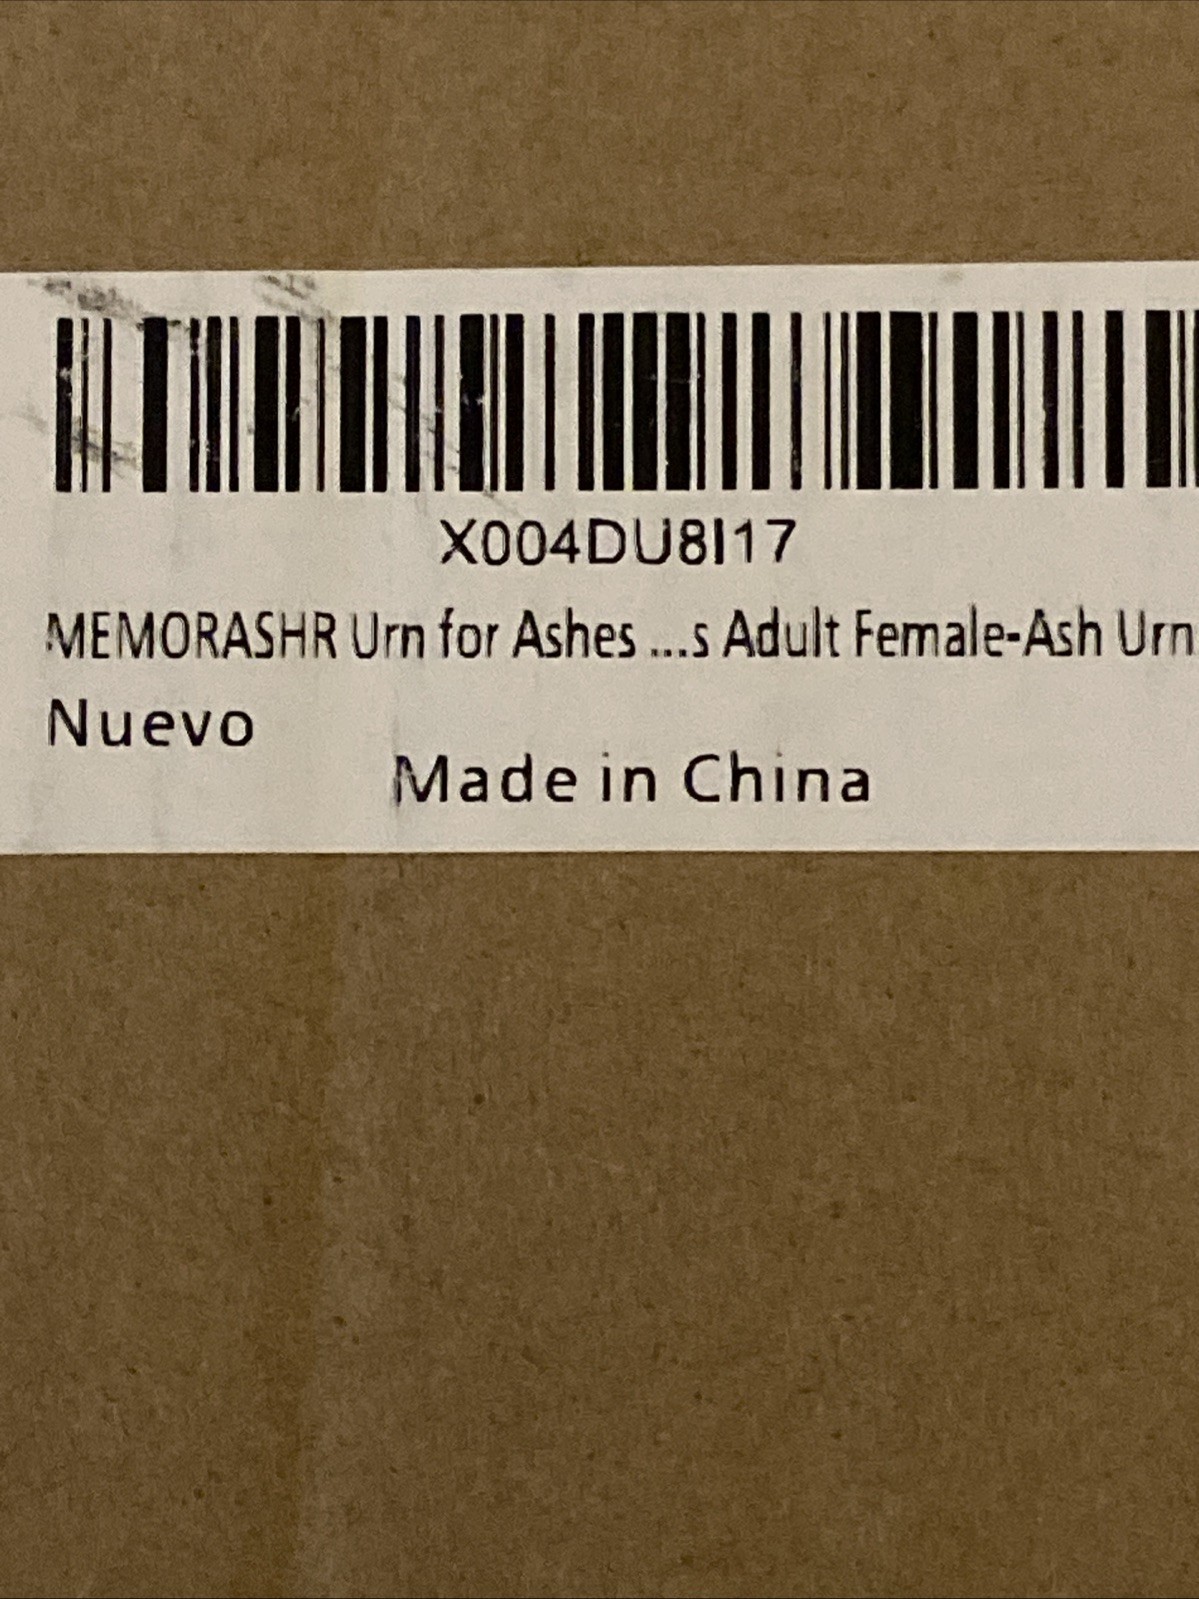 X004DU8I17
MEMORASHR Urn for Ashes ...s Adult Female-Ash Urn
Nuevo
Made in China